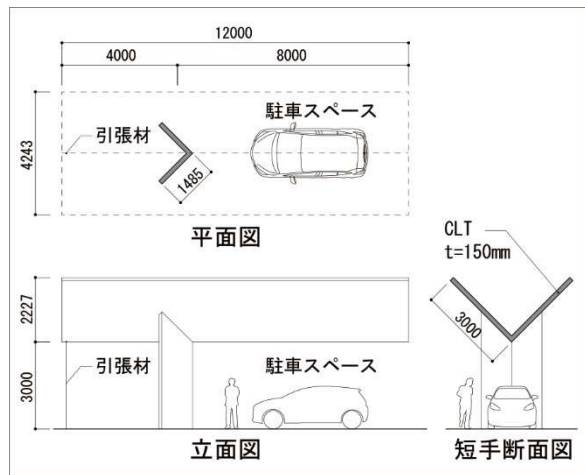 12000
4000
8000
4243
引張材
駐車スペース
1485
平面図
CLT
t=150mm
2227
3000
3000
引張材
駐車スペース
立面図
短手断面図